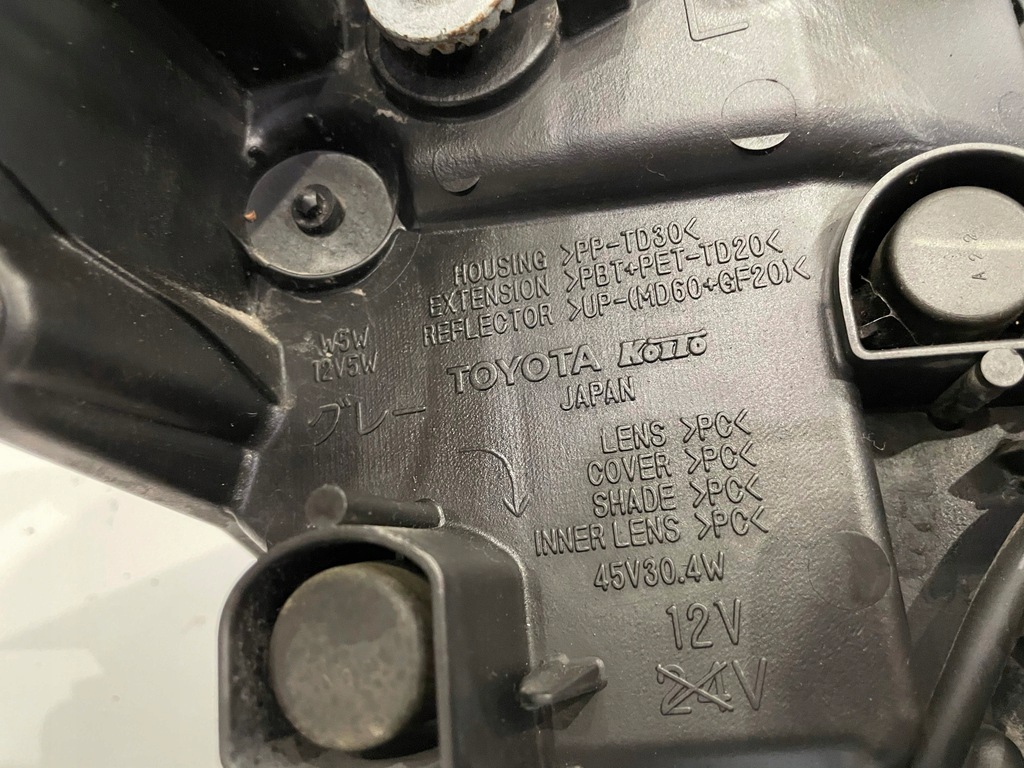 L
HOUSING >PP-TD30<
EXTENSION >PBT+PET-TD20<
REFLECTOR >UP-(MD60+GF20)<
W5W
12V5W
TOYOTA KOITO
JAPAN
グレー
LENS >PC<
COVER >PC<
SHADE >PC<
INNER LENS >PC<
45V30.4W
12V
24V
A 22